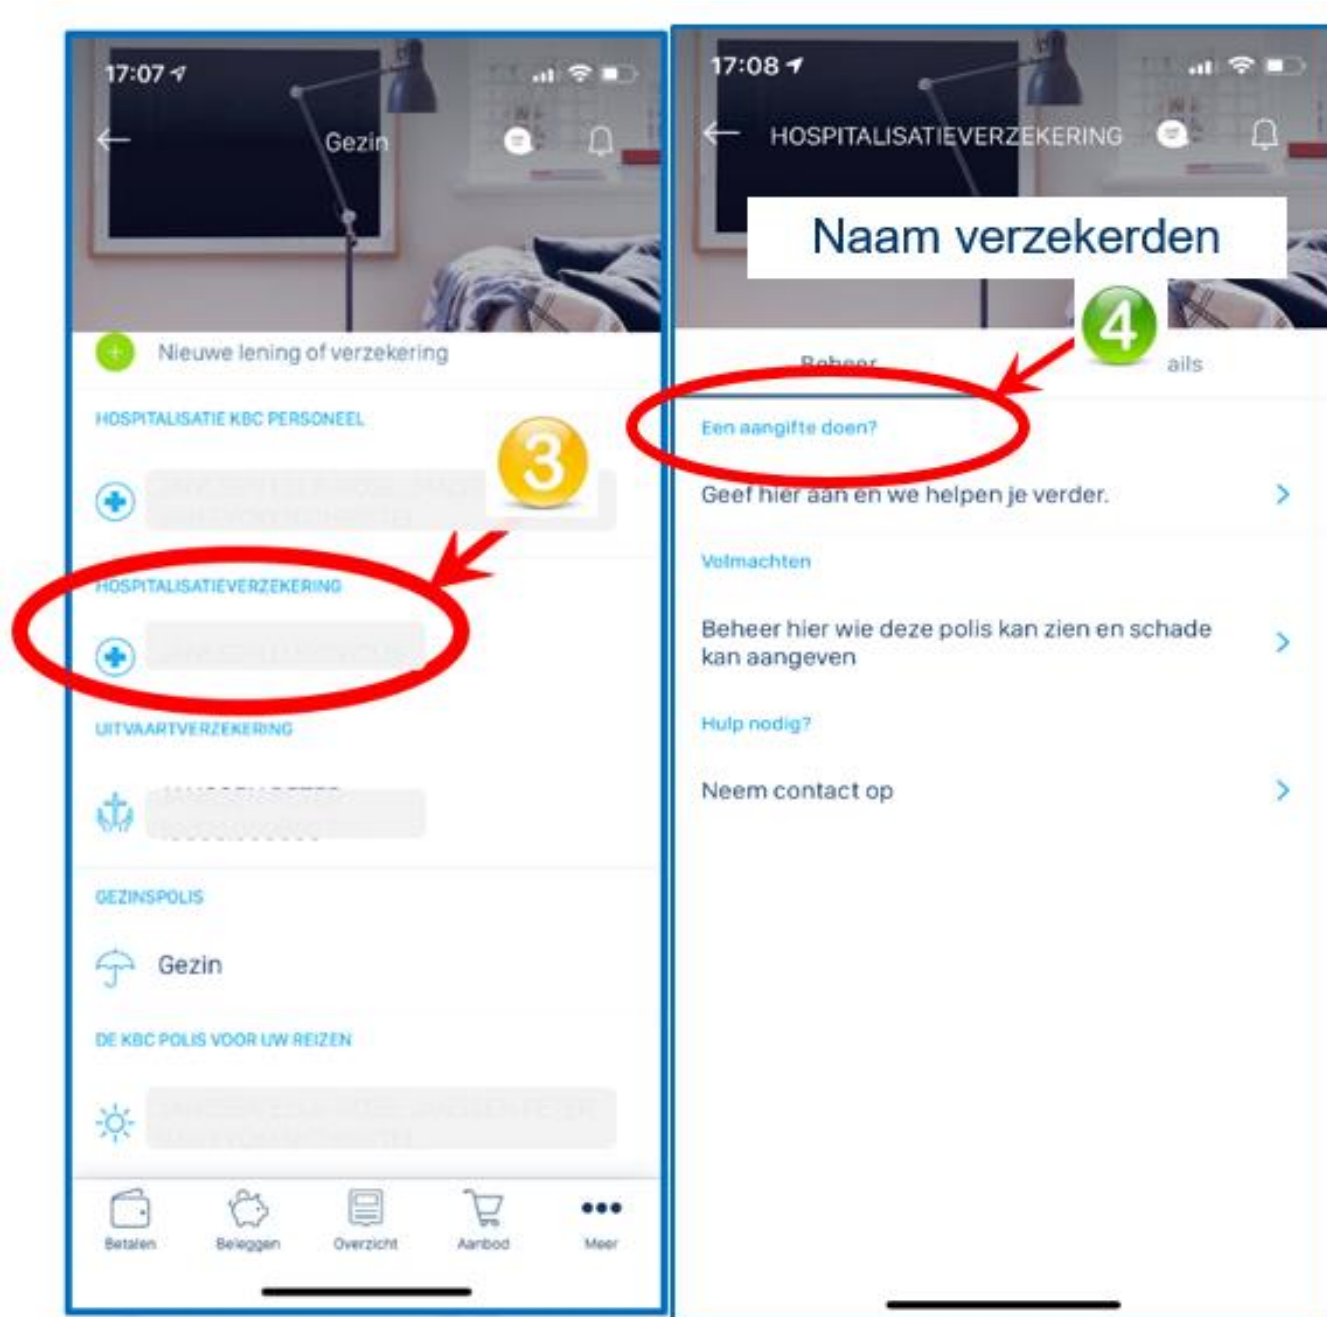 17:07
Gezin
Nieuwe lening of verzekering
HOSPITALISATIE KBC PERSONEEL
3
HOSPITALISATIEVERZEKERING
UITVAARTVERZEKERING
GEZINSPOLIS
Gezin
DE KBC POLIS VOOR UW REIZEN
Betalen
Beleggen
Overzicht
Aanbod
Meer
17:08
HOSPITALISATIEVERZEKERING
Naam verzekerden
4
Beheer
ails
Een aangifte doen?
Geef hier aan en we helpen je verder.
Volmachten
Beheer hier wie deze polis kan zien en schade
kan aangeven
Hulp nodig?
Neem contact op